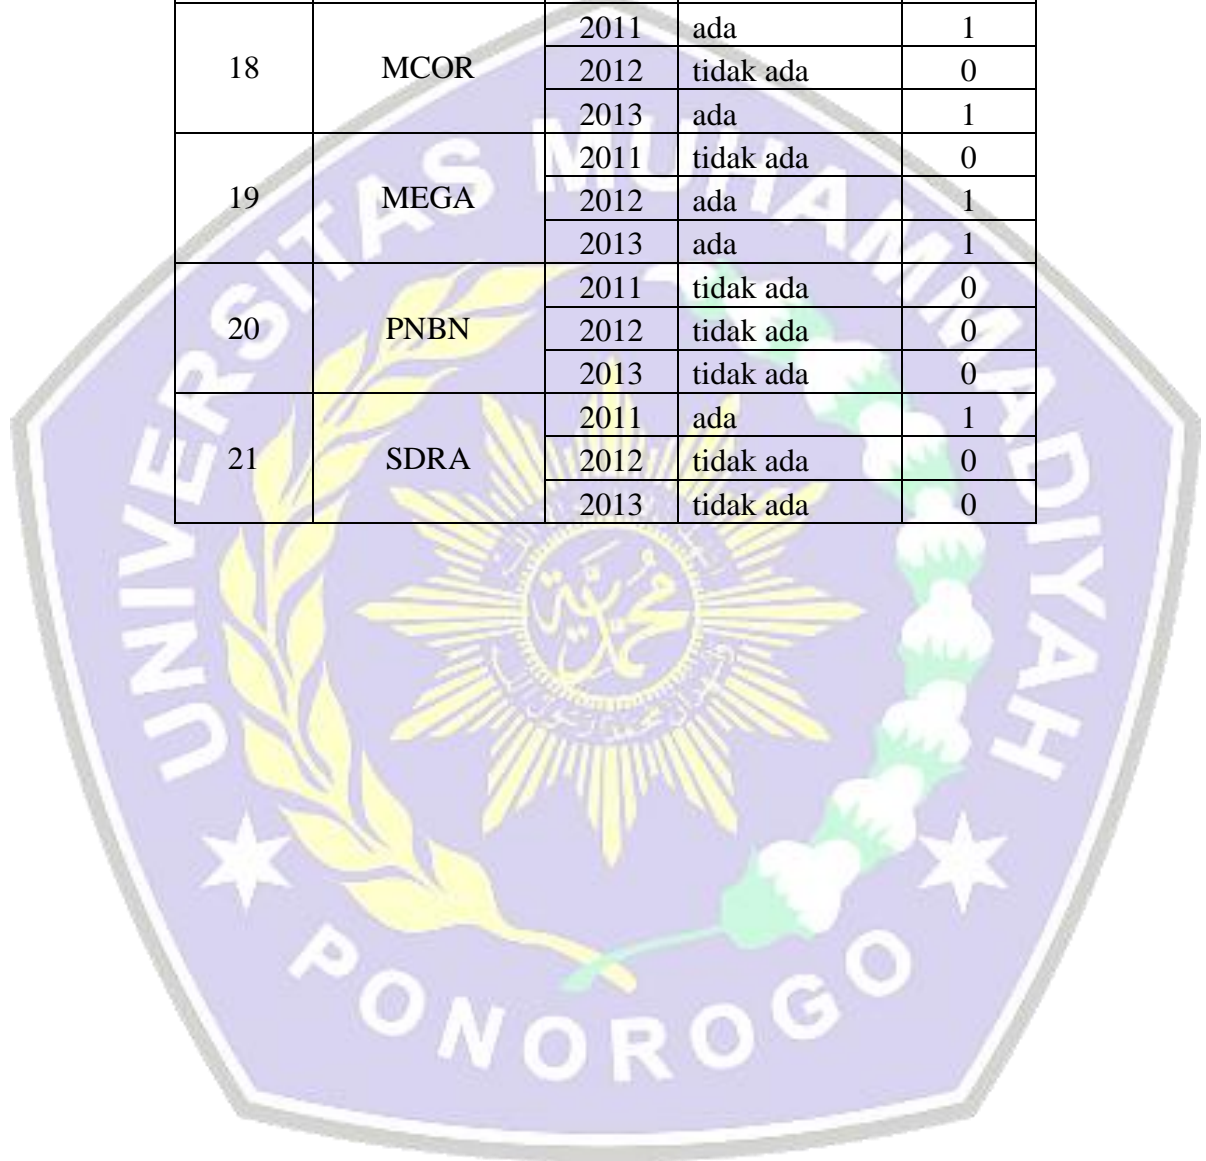 2011 ada 1
18 MCOR 2012 tidak ada 0
2013 ada 1
2011 tidak ada 0
19 MEGA 2012 ada 1
2013 ada 1
2011 tidak ada 0
20 PNBN 2012 tidak ada 0
2013 tidak ada 0
2011 ada 1
21 SDRA 2012 tidak ada 0
2013 tidak ada 0
UNIVERSITAS MUHAMMADIYAH
محمدية
PONOROGO